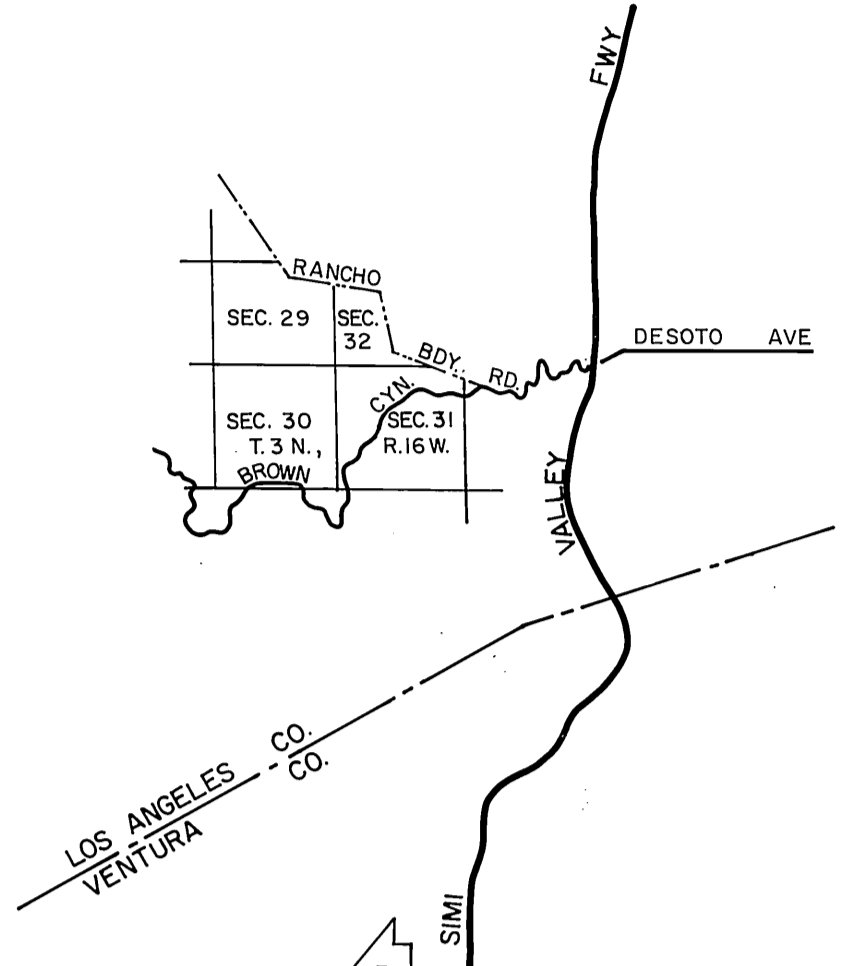 FWY
RANCHO
SEC. 29
SEC.
32
DESOTO AVE
BDY.
RD.
CYN.
SEC. 30
SEC. 31
T. 3 N.,
R. 16 W.
BROWN
VALLEY
CO.
CO.
LOS ANGELES
VENTURA
SIMI